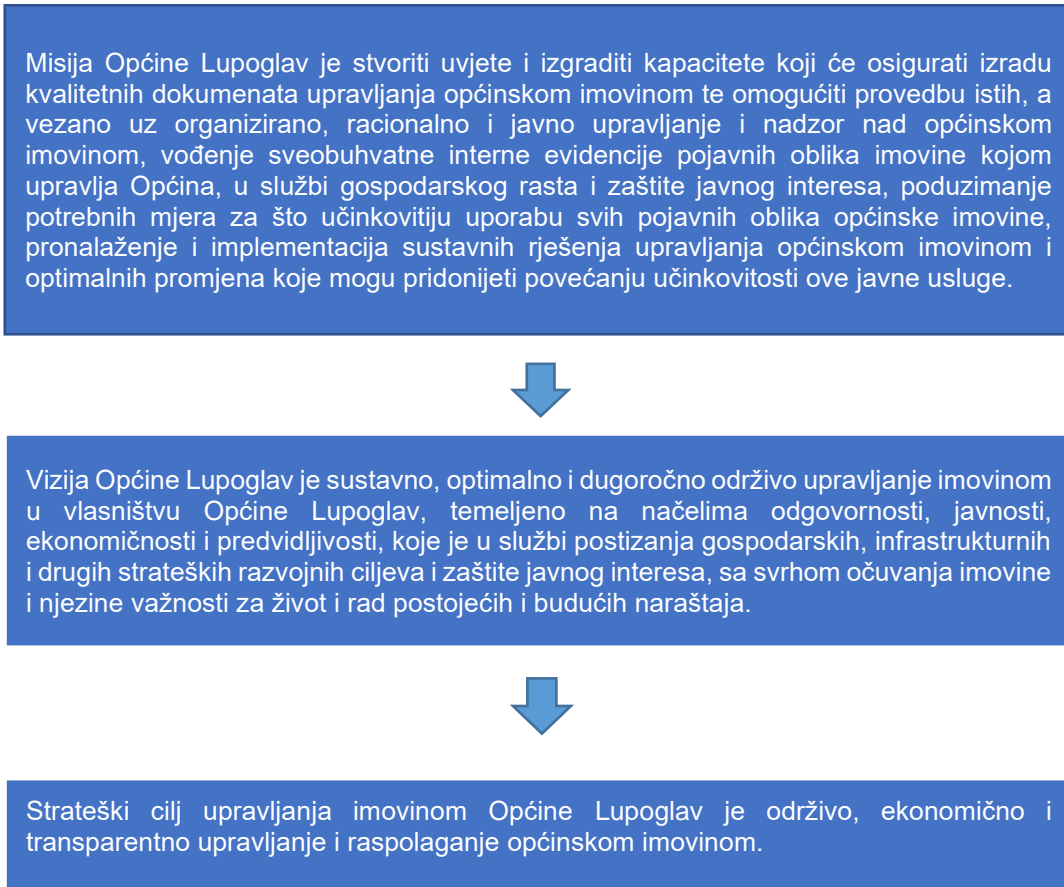 Misija Općine Lupoglav je stvoriti uvjete i izgraditi kapacitete koji će osigurati izradu
kvalitetnih dokumenata upravljanja općinskom imovinom te omogućiti provedbu istih, a
vezano uz organizirano, racionalno i javno upravljanje i nadzor nad općinskom
imovinom, vođenje sveobuhvatne interne evidencije pojavnih oblika imovine kojom
upravlja Općina, u službi gospodarskog rasta i zaštite javnog interesa, poduzimanje
potrebnih mjera za što učinkovitiju uporabu svih pojavnih oblika općinske imovine,
pronalaženje i implementacija sustavnih rješenja upravljanja općinskom imovinom i
optimalnih promjena koje mogu pridonijeti povećanju učinkovitosti ove javne usluge.
Vizija Općine Lupoglav je sustavno, optimalno i dugoročno održivo upravljanje imovinom
u vlasništvu Općine Lupoglav, temeljeno na načelima odgovornosti, javnosti,
ekonomičnosti i predvidljivosti, koje je u službi postizanja gospodarskih, infrastrukturnih
i drugih strateških razvojnih ciljeva i zaštite javnog interesa, sa svrhom očuvanja imovine
i njezine važnosti za život i rad postojećih i budućih naraštaja.
Strateški cilj upravljanja imovinom Općine Lupoglav je održivo, ekonomično i
transparentno upravljanje i raspolaganje općinskom imovinom.